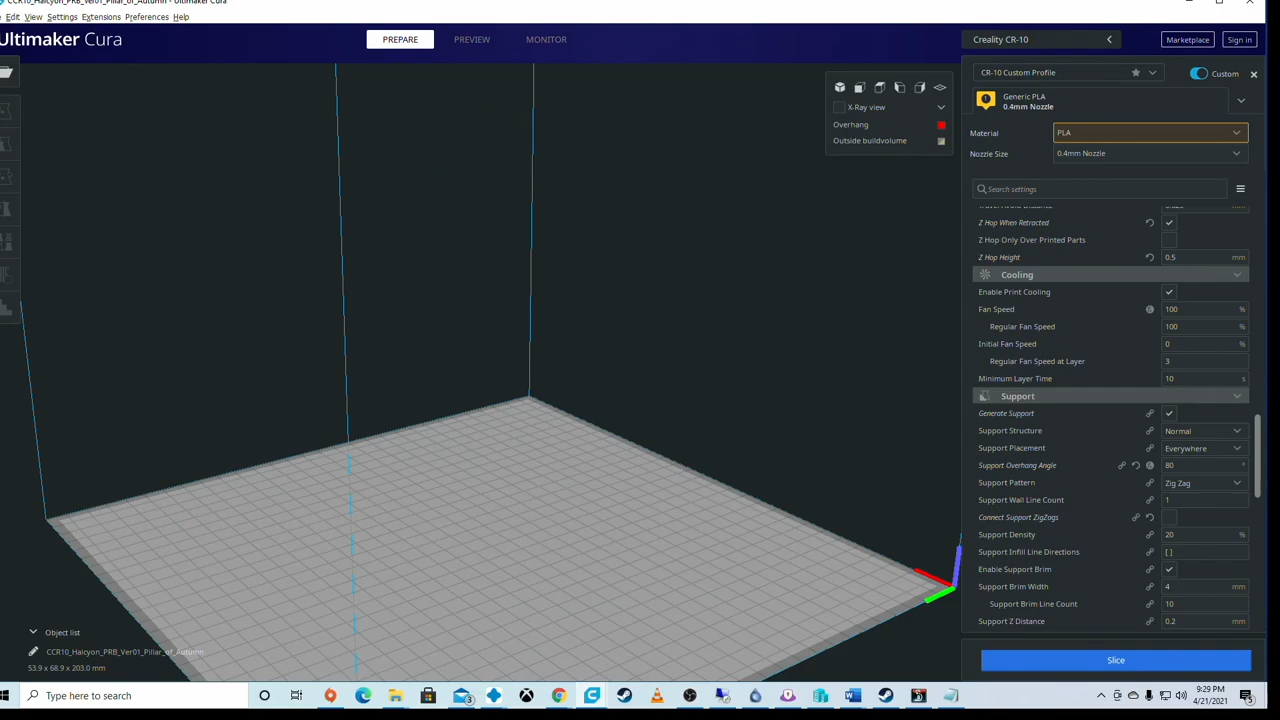 CCR10_Halcyon_PRB_Ver01_Pillar_of_Autumn - Ultimaker Cura
Edit View Settings Extensions Preferences Help
Ultimaker Cura
PREPARE PREVIEW MONITOR
Creality CR-10
Marketplace Sign in
CR-10 Custom Profile
Custom
Generic PLA
0.4mm Nozzle
X-Ray view
Overhang
Outside buildvolume
Material PLA
Nozzle Size 0.4mm Nozzle
Search settings
Travel Avoid Distance 0.625 mm
Z Hop When Retracted
Z Hop Only Over Printed Parts
Z Hop Height 0.5 mm
Cooling
Enable Print Cooling
Fan Speed 100 %
Regular Fan Speed 100 %
Initial Fan Speed 0 %
Regular Fan Speed at Layer 3
Minimum Layer Time 10 s
Support
Generate Support
Support Structure Normal
Support Placement Everywhere
Support Overhang Angle 80 °
Support Pattern Zig Zag
Support Wall Line Count 1
Connect Support ZigZags
Support Density 20 %
Support Infill Line Directions [ ]
Enable Support Brim
Support Brim Width 4 mm
Support Brim Line Count 10
Support Z Distance 0.2 mm
Object list
CCR10_Halcyon_PRB_Ver01_Pillar_of_Autumn
53.9 x 68.9 x 203.0 mm
Slice
Type here to search
3
9:29 PM
4/21/2021
5